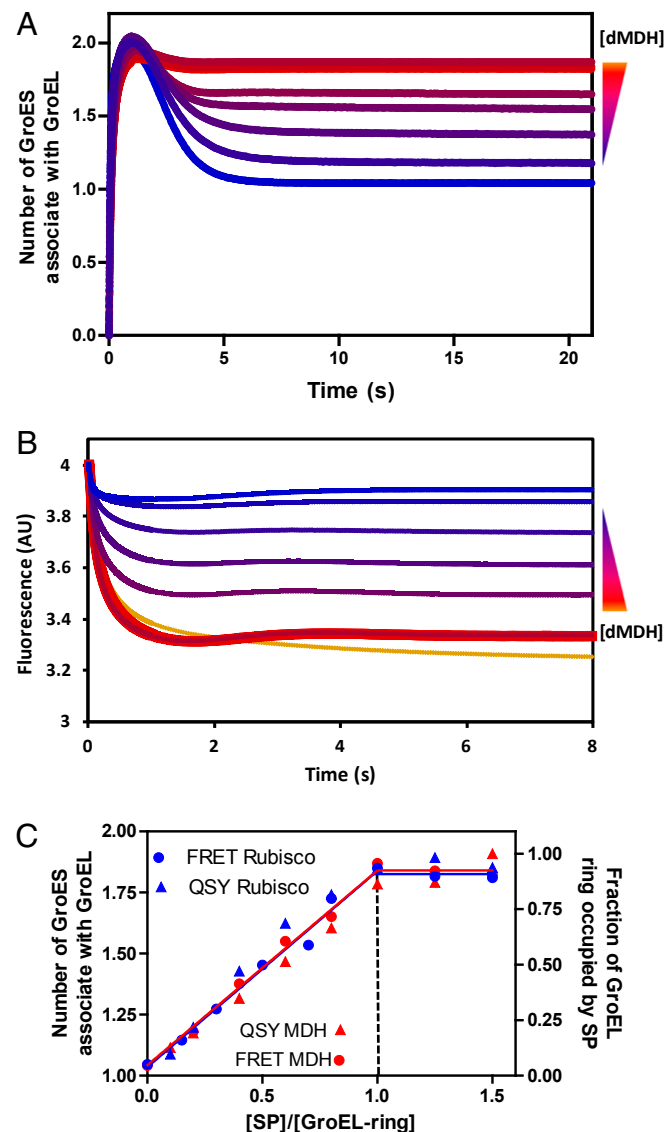 A
[dMDH]
Number of GroES
associate with GroEL
2.0
1.5
1.0
0.5
0.0
0 5 10 15 20
Time (s)
B
Fluorescence (AU)
4
3.8
3.6
3.4
3.2
3
[dMDH]
0 2 4 6 8
Time (s)
C
Number of GroES
associate with GroEL
2.00
1.75
1.50
1.25
1.00
FRET Rubisco
QSY Rubisco
QSY MDH
FRET MDH
1.00
0.75
0.50
0.25
0.00
Fraction of GroEL
ring occupied by SP
0.0 0.5 1.0 1.5
[SP]/[GroEL-ring]